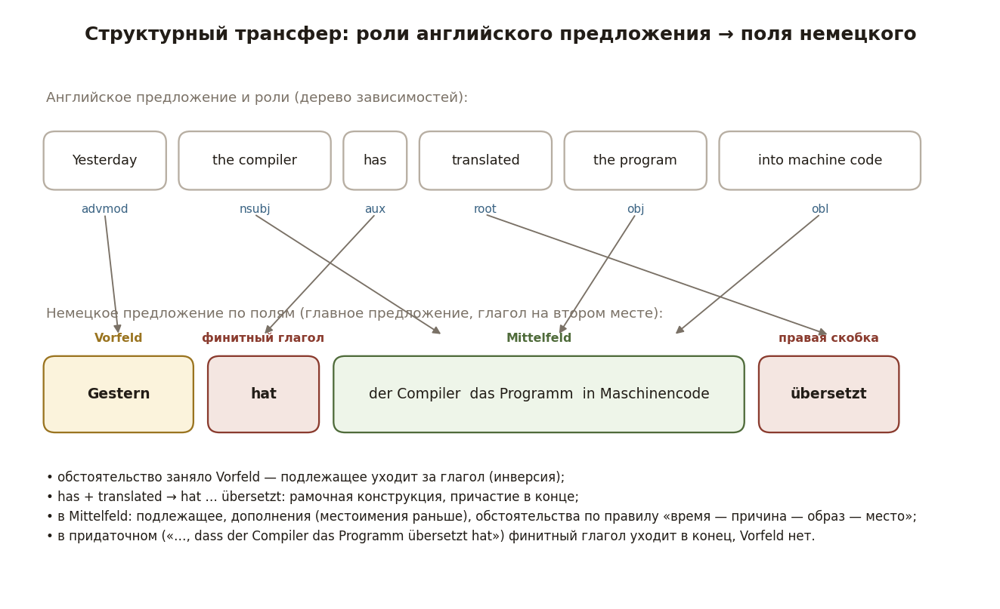 Структурный трансфер: роли английского предложения → поля немецкого
Английское предложение и роли (дерево зависимостей):
Yesterday the compiler has translated the program into machine code
advmod nsubj aux root obj obl
Немецкое предложение по полям (главное предложение, глагол на втором месте):
Vorfeld финитный глагол Mittelfeld правая скобка
Gestern hat der Compiler das Programm in Maschinencode übersetzt
• обстоятельство заняло Vorfeld — подлежащее уходит за глагол (инверсия);
• has + translated → hat … übersetzt: рамочная конструкция, причастие в конце;
• в Mittelfeld: подлежащее, дополнения (местоимения раньше), обстоятельства по правилу «время — причина — образ — место»;
• в придаточном («…, dass der Compiler das Programm übersetzt hat») финитный глагол уходит в конец, Vorfeld нет.